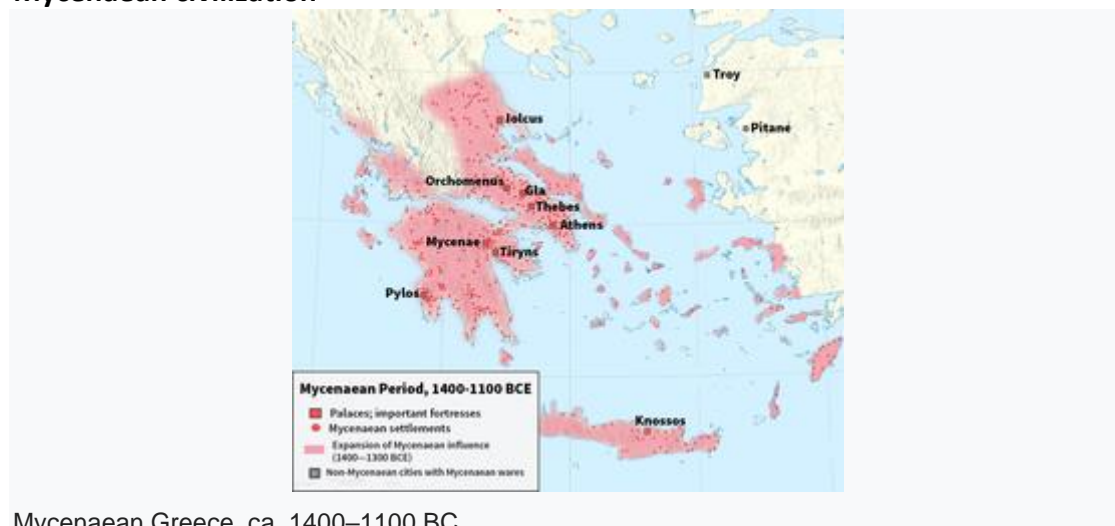 Troy
Iolcus
Pitane
Orchomenus
Gla
Thebes
Athens
Mycenae
Tiryns
Pylos
Mycenaean Period, 1400-1100 BCE
Palaces; important fortresses
Mycenaean settlements
Expansion of Mycenaean influence
(1400—1300 BCE)
Non-Mycenaean cities with Mycenaean wares
Knossos
Mycenaean Greece, ca. 1400–1100 BC